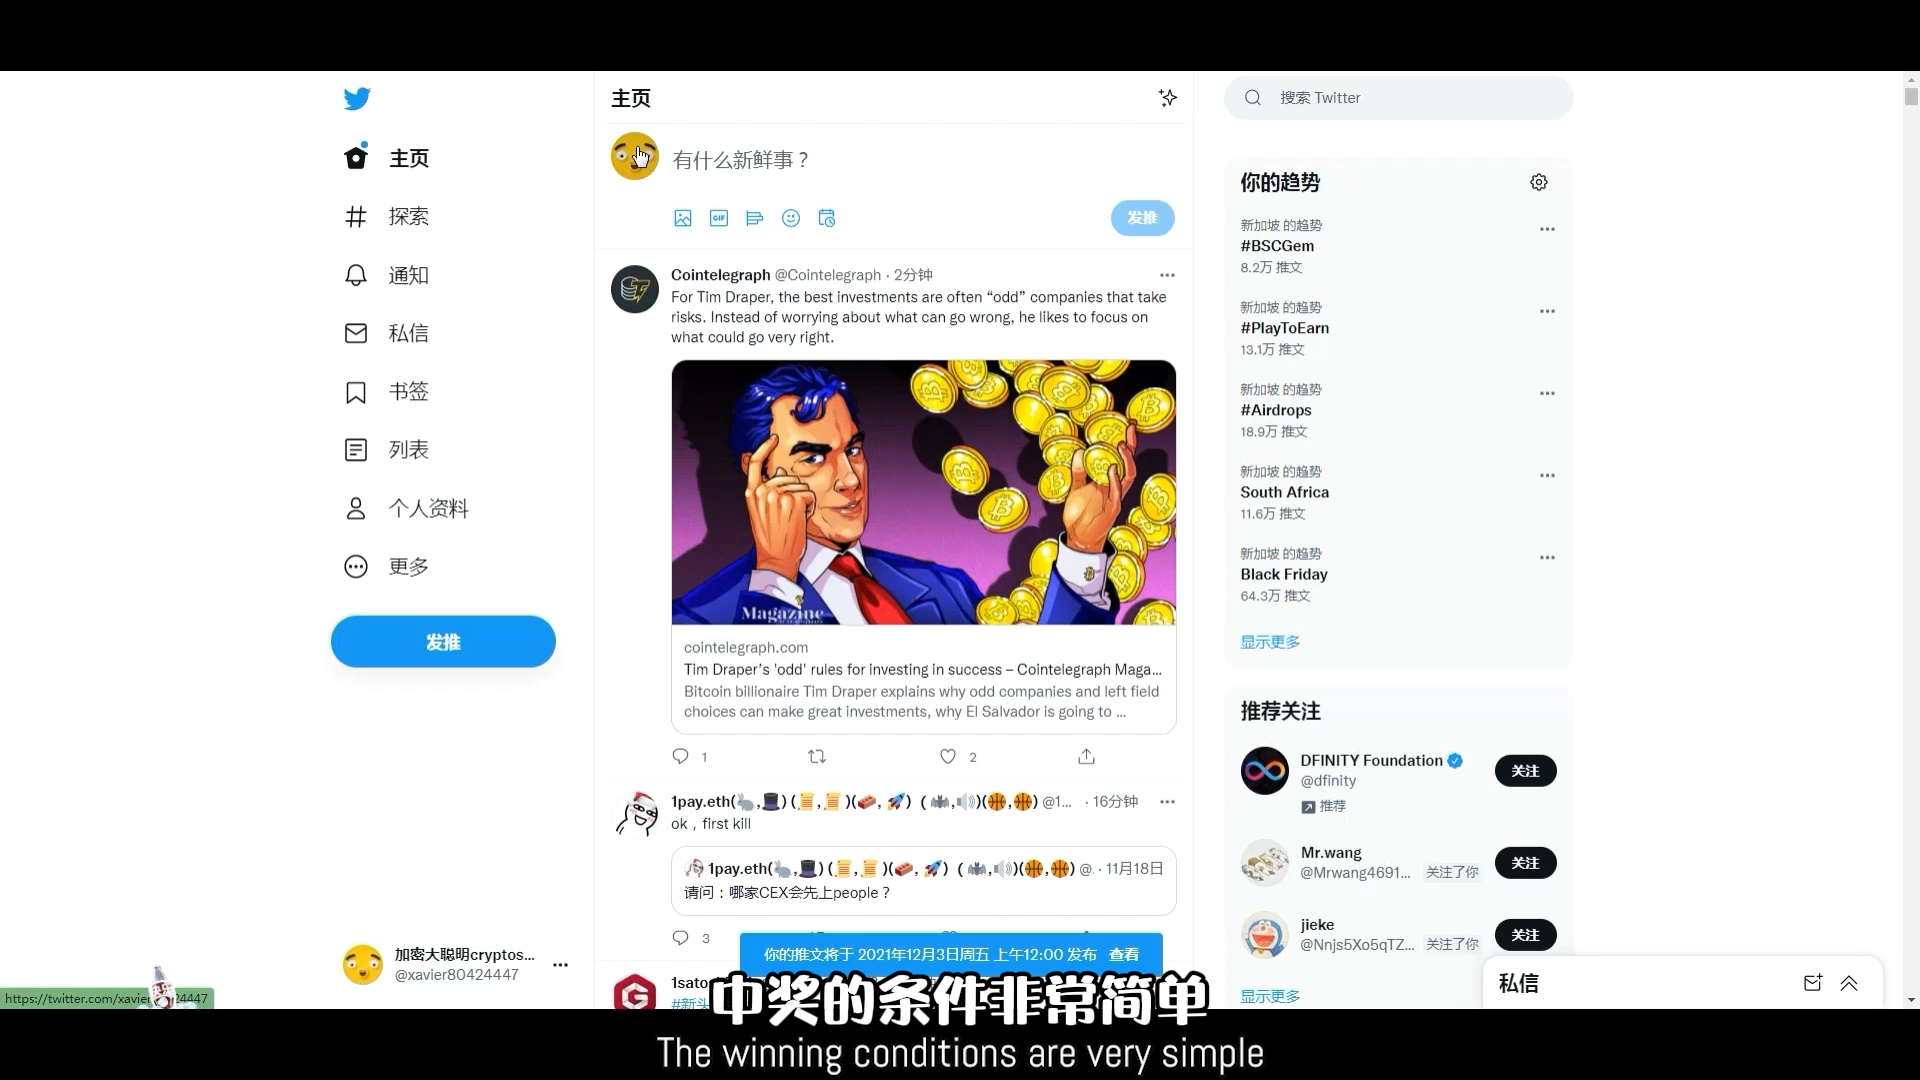 主页
探索
通知
私信
书签
列表
个人资料
更多
发推
加密大聪明cryptos...
@xavier80424447
主页
有什么新鲜事？
GIF
发推
Cointelegraph @Cointelegraph · 2分钟
For Tim Draper, the best investments are often “odd” companies that take
risks. Instead of worrying about what can go wrong, he likes to focus on
what could go very right.
Magazine
cointelegraph.com
Tim Draper’s 'odd' rules for investing in success – Cointelegraph Maga...
Bitcoin billionaire Tim Draper explains why odd companies and left field
choices can make great investments, why El Salvador is going to ...
1
2
1pay.eth(🐇,🎩) (📜,📜)(🧱, 🚀) ( 🦇,🔊)(🏀,🏀) @1... · 16分钟
ok，first kill
1pay.eth(🐇,🎩) (📜,📜)(🧱, 🚀) ( 🦇,🔊)(🏀,🏀) @. · 11月18日
请问：哪家CEX会先上people？
3
你的推文将于 2021年12月3日周五 上午12:00 发布 查看
搜索 Twitter
你的趋势
新加坡 的趋势
#BSCGem
8.2万 推文
新加坡 的趋势
#PlayToEarn
13.1万 推文
新加坡 的趋势
#Airdrops
18.9万 推文
新加坡 的趋势
South Africa
11.6万 推文
新加坡 的趋势
Black Friday
64.3万 推文
显示更多
推荐关注
DFINITY Foundation
@dfinity
推荐
关注
Mr.wang
@Mrwang4691... 关注了你
关注
jieke
@Nnjs5Xo5qTZ... 关注了你
关注
显示更多
私信
中奖的条件非常简单
The winning conditions are very simple